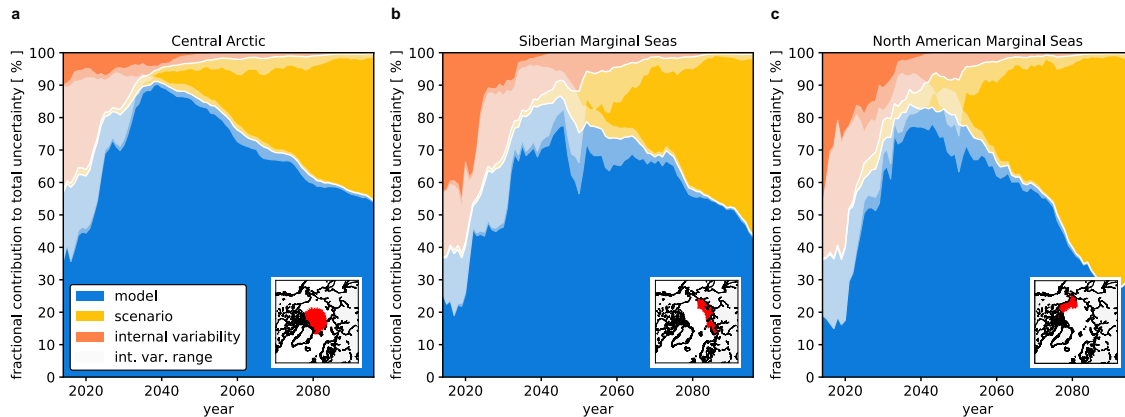 a
b
c
Central Arctic
Siberian Marginal Seas
North American Marginal Seas
fractional contribution to total uncertainty [ % ]
100
90
80
70
60
50
40
30
20
10
0
model
scenario
internal variability
int. var. range
2020
2040
2060
2080
year
fractional contribution to total uncertainty [ % ]
100
90
80
70
60
50
40
30
20
10
0
2020
2040
2060
2080
year
fractional contribution to total uncertainty [ % ]
100
90
80
70
60
50
40
30
20
10
0
2020
2040
2060
2080
year